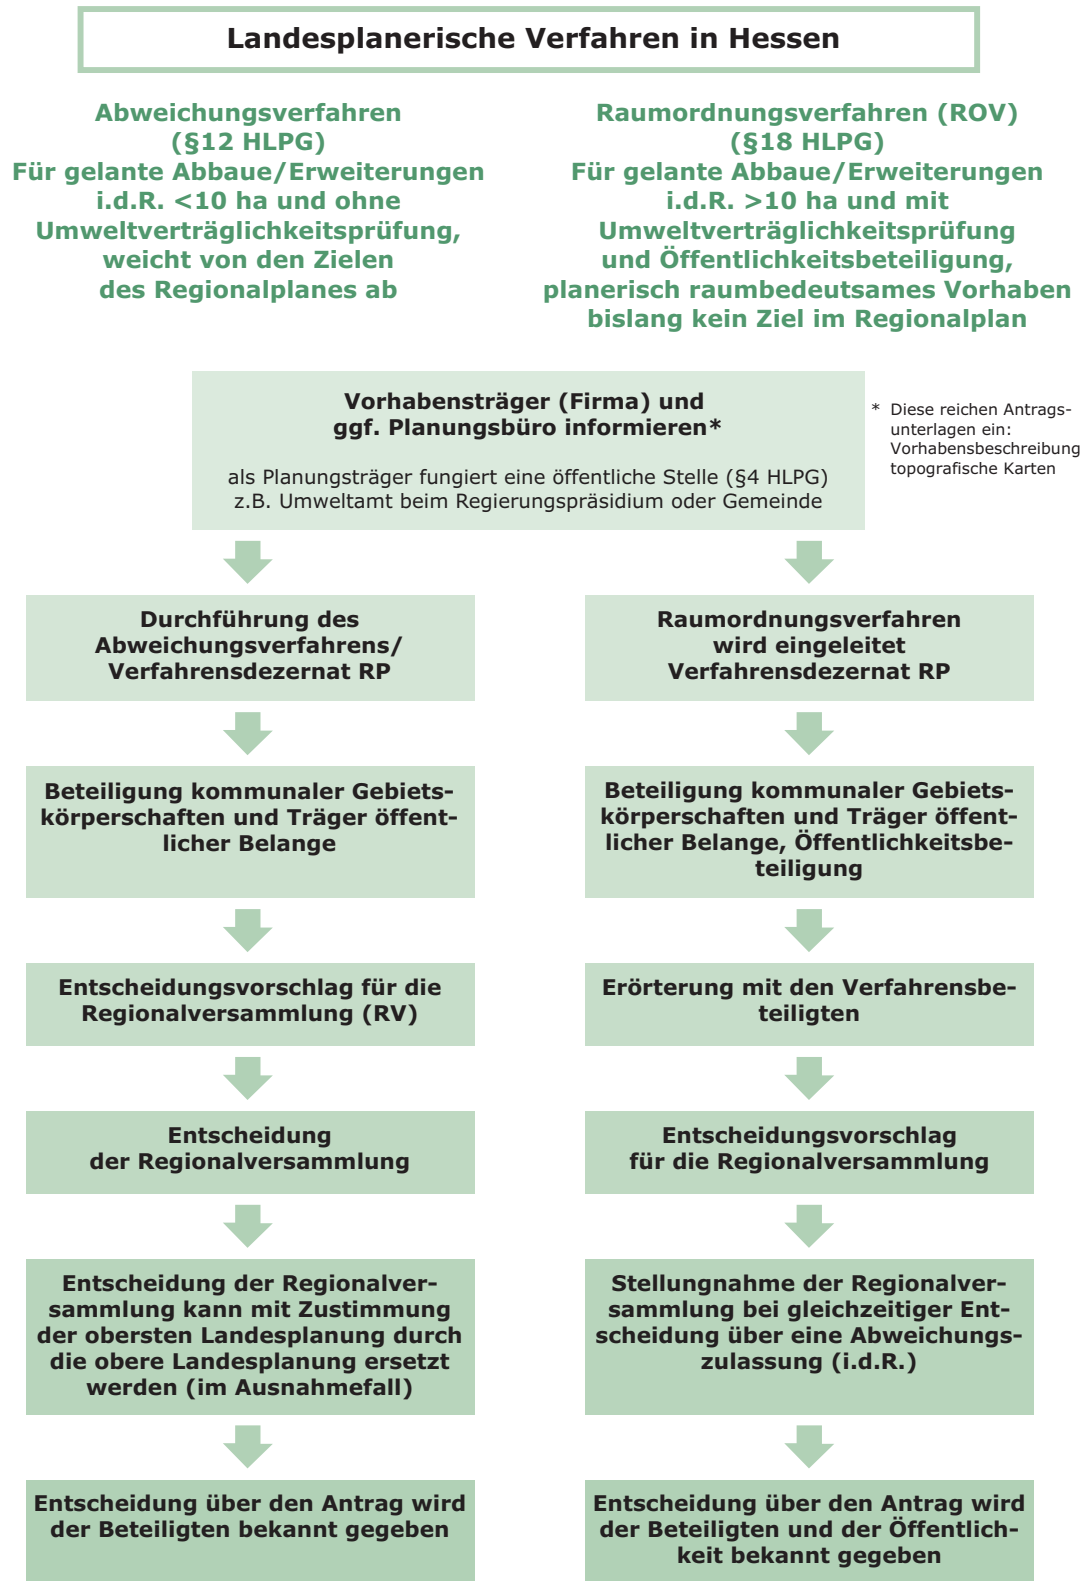 Landesplanerische Verfahren in Hessen
Abweichungsverfahren
(§12 HLPG)
Für gelante Abbaue/Erweiterungen
i.d.R. <10 ha und ohne
Umweltverträglichkeitsprüfung,
weicht von den Zielen
des Regionalplanes ab
Raumordnungsverfahren (ROV)
(§18 HLPG)
Für gelante Abbaue/Erweiterungen
i.d.R. >10 ha und mit
Umweltverträglichkeitsprüfung
und Öffentlichkeitsbeteiligung,
planerisch raumbedeutsames Vorhaben
bislang kein Ziel im Regionalplan
Vorhabensträger (Firma) und
ggf. Planungsbüro informieren*
als Planungsträger fungiert eine öffentliche Stelle (§4 HLPG)
z.B. Umweltamt beim Regierungspräsidium oder Gemeinde
* Diese reichen Antrags-
unterlagen ein:
Vorhabensbeschreibung
topografische Karten
Durchführung des
Abweichungsverfahrens/
Verfahrensdezernat RP
Raumordnungsverfahren
wird eingeleitet
Verfahrensdezernat RP
Beteiligung kommunaler Gebiets-
körperschaften und Träger öffent-
licher Belange
Beteiligung kommunaler Gebiets-
körperschaften und Träger öffent-
licher Belange, Öffentlichkeitsbe-
teiligung
Entscheidungsvorschlag für die
Regionalversammlung (RV)
Erörterung mit den Verfahrensbe-
teiligten
Entscheidung
der Regionalversammlung
Entscheidungsvorschlag
für die Regionalversammlung
Entscheidung der Regionalver-
sammlung kann mit Zustimmung
der obersten Landesplanung durch
die obere Landesplanung ersetzt
werden (im Ausnahmefall)
Stellungnahme der Regionalver-
sammlung bei gleichzeitiger Ent-
scheidung über eine Abweichungs-
zulassung (i.d.R.)
Entscheidung über den Antrag wird
der Beteiligten bekannt gegeben
Entscheidung über den Antrag wird
der Beteiligten und der Öffentlich-
keit bekannt gegeben